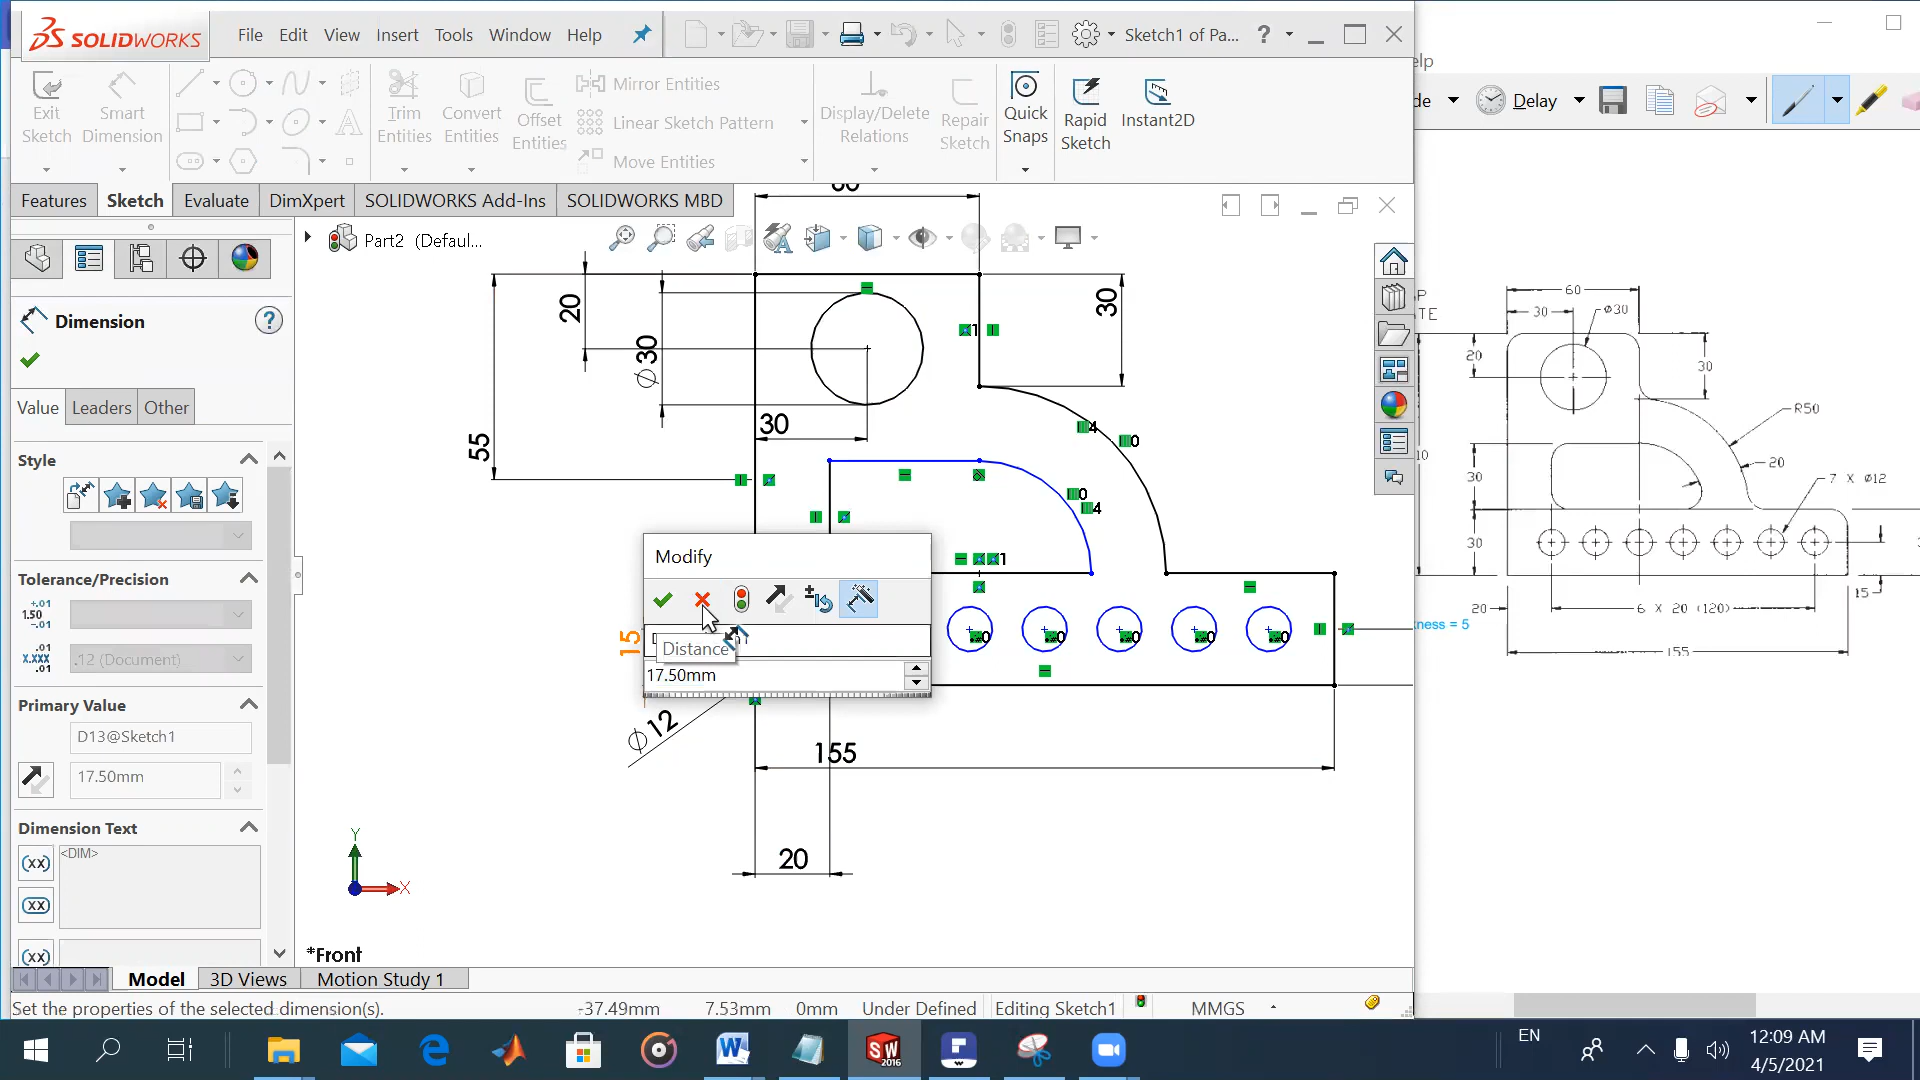 SOLIDWORKS
File Edit View Insert Tools Window Help
Sketch1 of Pa... ?
Exit Sketch
Smart Dimension
Trim Entities
Convert Entities
Offset Entities
Mirror Entities
Linear Sketch Pattern
Move Entities
Display/Delete Relations
Repair Sketch
Quick Snaps
Rapid Sketch
Instant2D
Features Sketch Evaluate DimXpert SOLIDWORKS Add-Ins SOLIDWORKS MBD
Part2 (Defaul...
Dimension
Value Leaders Other
Style
Tolerance/Precision
.12 (Document)
Primary Value
D13@Sketch1
17.50mm
Dimension Text
<DIM>
20
Ø30
55
30
30
Modify
Distance
17.50mm
15
Ø12
155
20
Y
X
*Front
Model 3D Views Motion Study 1
Set the properties of the selected dimension(s). -37.49mm 7.53mm 0mm Under Defined Editing Sketch1 MMGS
elp
de Delay
P
TE
60
30 Ø30
20
30
R50
20
7 X Ø12
10
30
30
15
20 6 X 20 (120)
kness = 5
155
EN
12:09 AM
4/5/2021